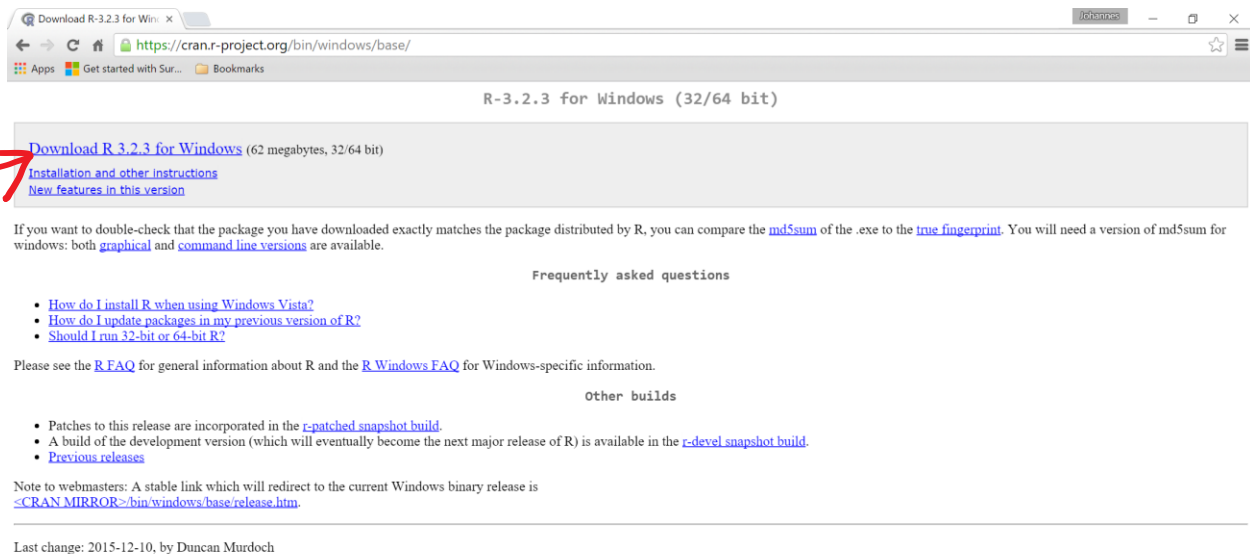 Download R-3.2.3 for Win
Johannes
https://cran.r-project.org/bin/windows/base/
Apps Get started with Sur... Bookmarks
R-3.2.3 for Windows (32/64 bit)
Download R 3.2.3 for Windows (62 megabytes, 32/64 bit)
Installation and other instructions
New features in this version
If you want to double-check that the package you have downloaded exactly matches the package distributed by R, you can compare the md5sum of the .exe to the true fingerprint. You will need a version of md5sum for
windows: both graphical and command line versions are available.
Frequently asked questions
• How do I install R when using Windows Vista?
• How do I update packages in my previous version of R?
• Should I run 32-bit or 64-bit R?
Please see the R FAQ for general information about R and the R Windows FAQ for Windows-specific information.
Other builds
• Patches to this release are incorporated in the r-patched snapshot build.
• A build of the development version (which will eventually become the next major release of R) is available in the r-devel snapshot build.
• Previous releases
Note to webmasters: A stable link which will redirect to the current Windows binary release is
<CRAN MIRROR>/bin/windows/base/release.htm.
Last change: 2015-12-10, by Duncan Murdoch